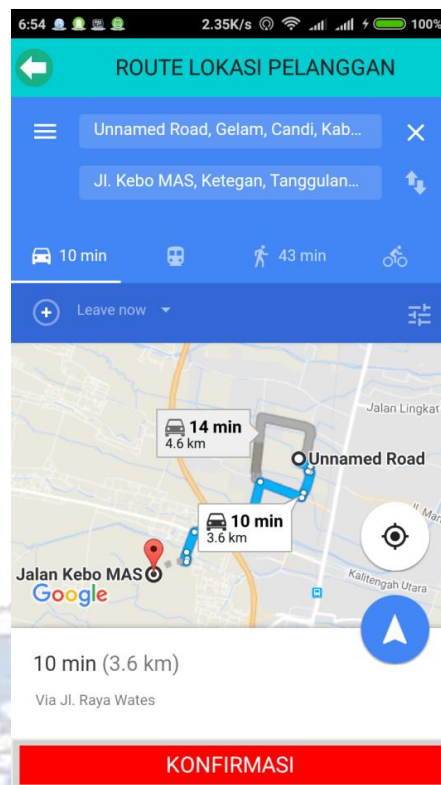 6:54 2.35K/s 100%
ROUTE LOKASI PELANGGAN
Unnamed Road, Gelam, Candi, Kab...
Jl. Kebo MAS, Ketegan, Tanggulan...
10 min 43 min
Leave now
Jalan Lingkar
14 min
4.6 km
Unnamed Road
10 min
3.6 km
Jalan Kebo MAS
Kalitengah Utara
Google
10 min (3.6 km)
Via Jl. Raya Wates
KONFIRMASI